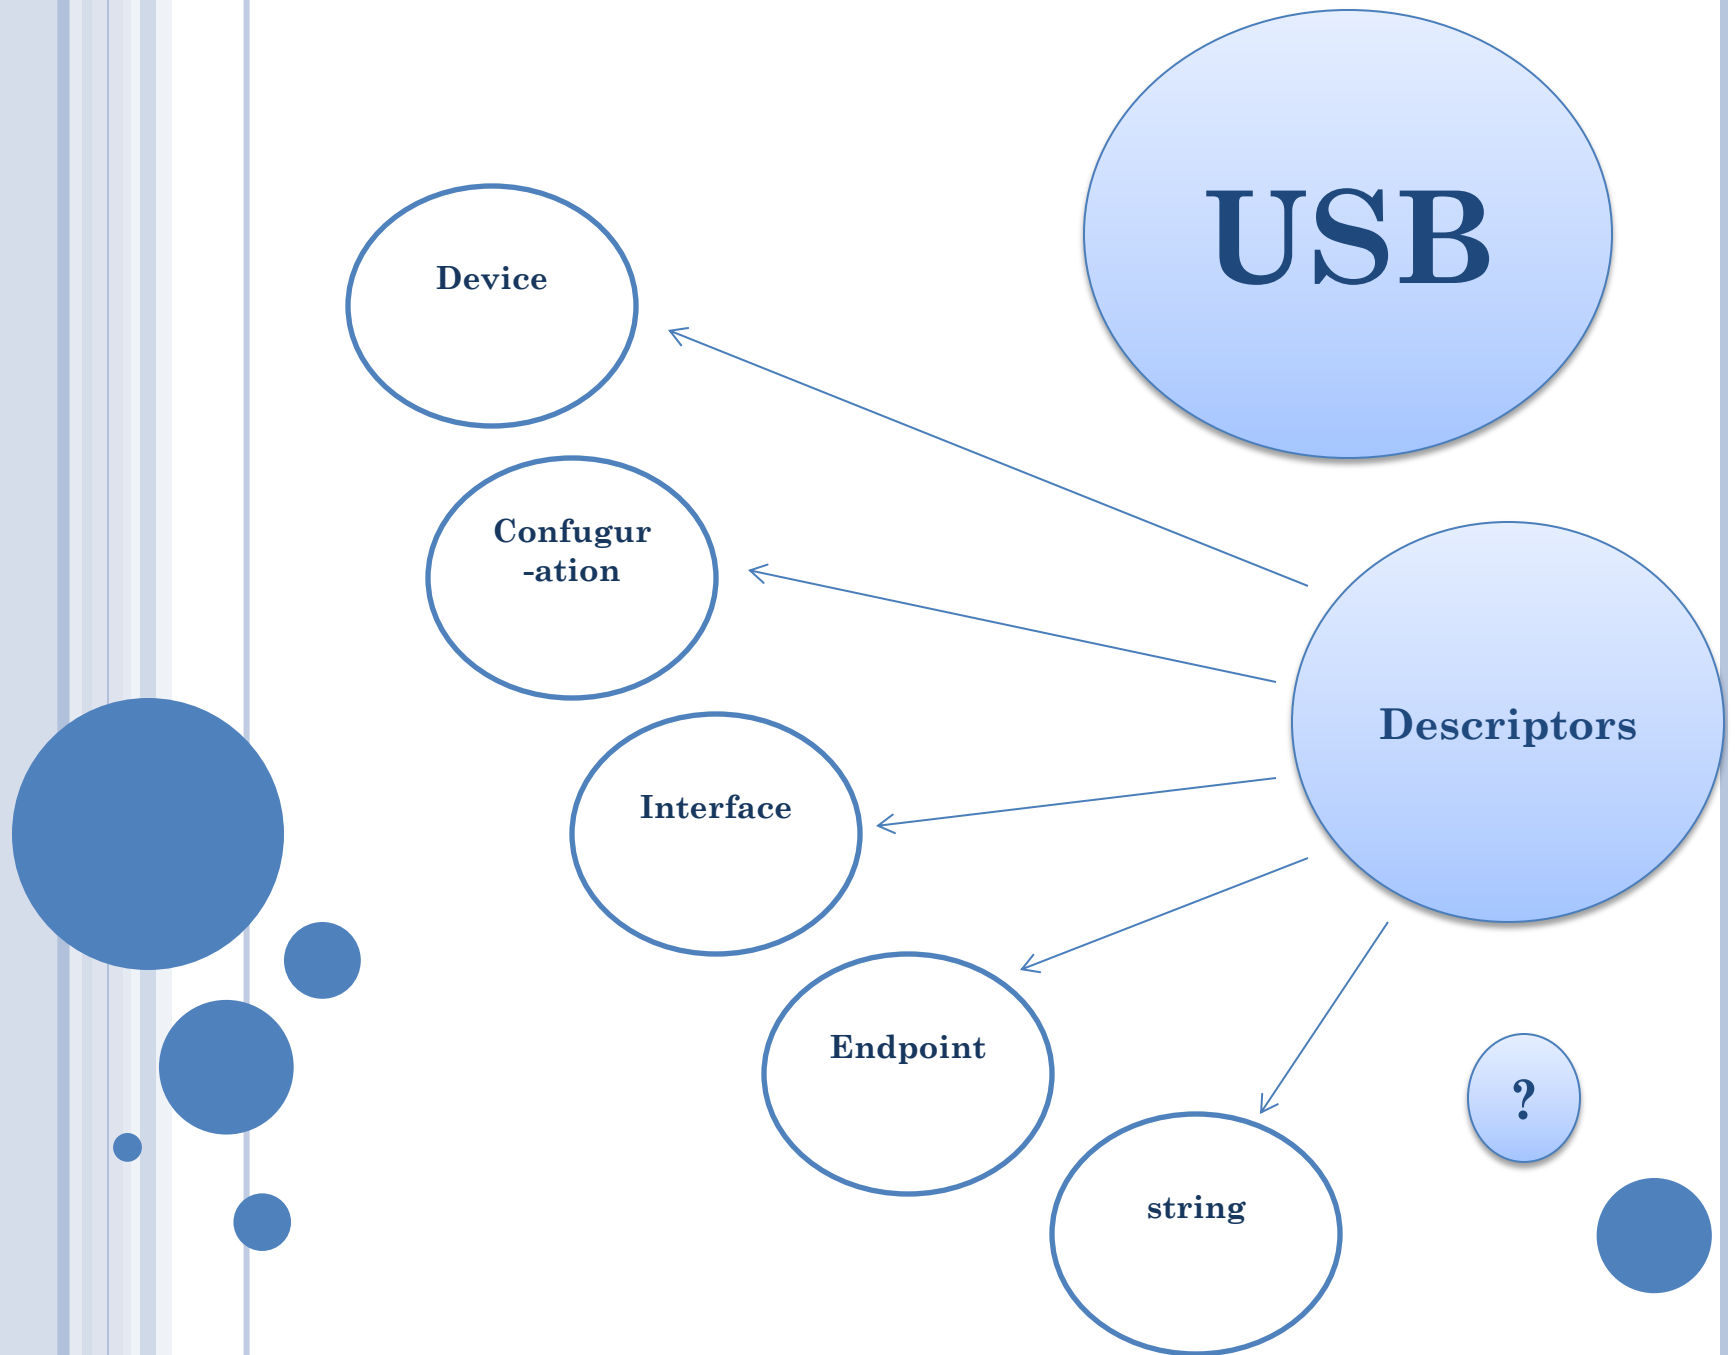 USB
Device
Confugur
-ation
Descriptors
Interface
Endpoint
?
string